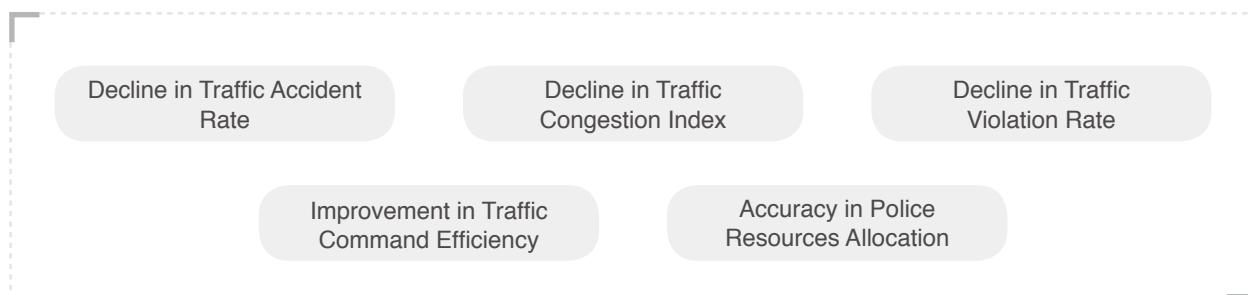 Decline in Traffic Accident
Rate
Decline in Traffic
Congestion Index
Decline in Traffic
Violation Rate
Improvement in Traffic
Command Efficiency
Accuracy in Police
Resources Allocation